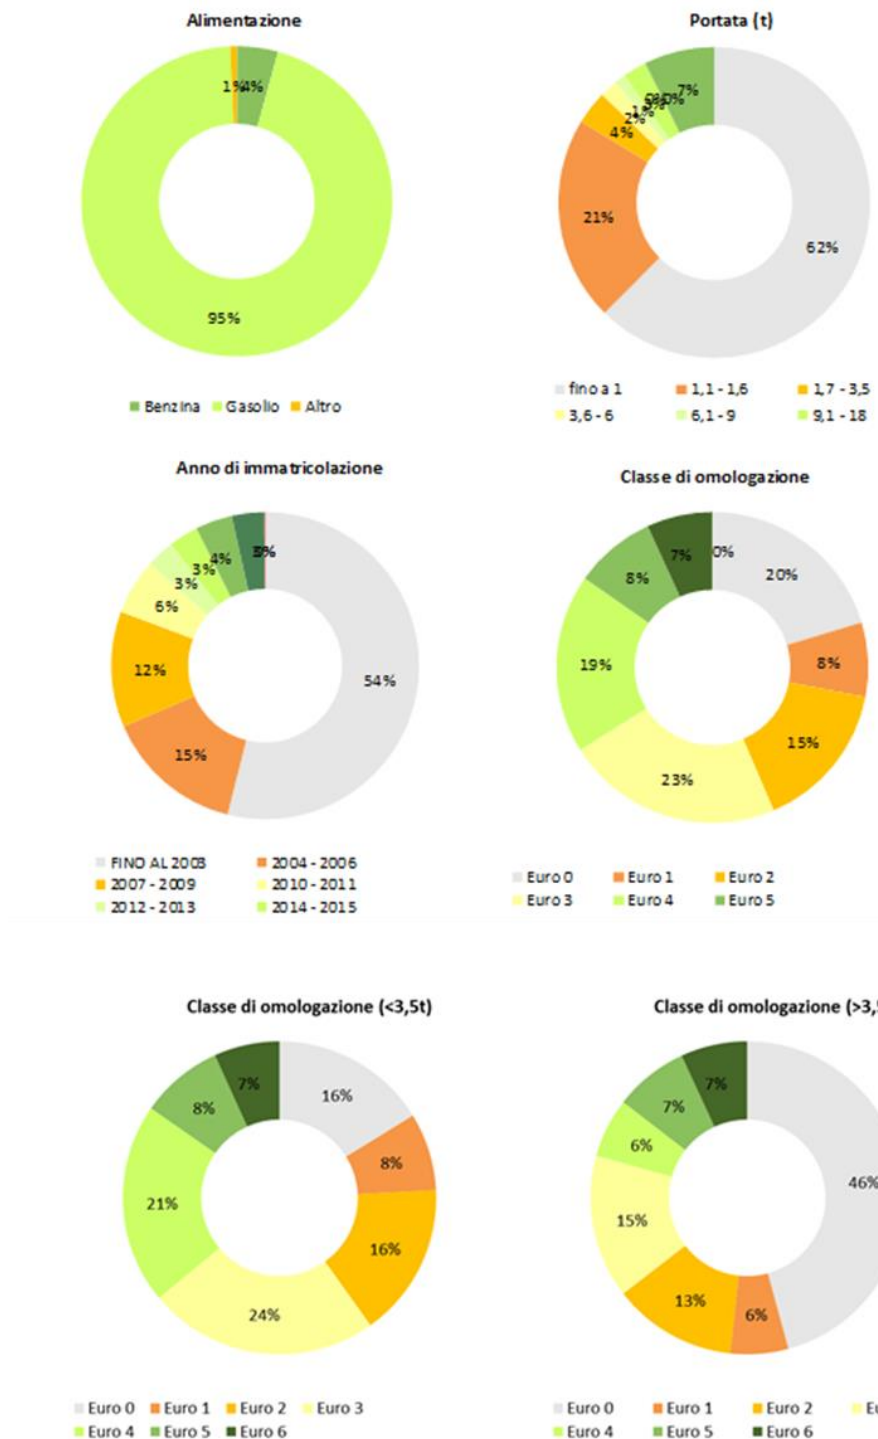 Alimentazione
1% 4%
95%
Benzina Gasolio Altro
Portata (t)
7%
1%
2%
4%
21%
62%
fino a 1 1,1 - 1,6 1,7 - 3,5
3,6 - 6 6,1 - 9 9,1 - 18
Anno di immatricolazione
4%
3%
3%
6%
12%
54%
15%
FINO AL 2003 2004 - 2006
2007 - 2009 2010 - 2011
2012 - 2013 2014 - 2015
Classe di omologazione
7% 0%
20%
8%
19%
8%
15%
23%
Euro 0 Euro 1 Euro 2
Euro 3 Euro 4 Euro 5
Classe di omologazione (<3,5t)
7%
16%
8%
8%
21%
16%
24%
Euro 0 Euro 1 Euro 2 Euro 3
Euro 4 Euro 5 Euro 6
Classe di omologazione (>3,
7%
7%
6%
46%
15%
13%
6%
Euro 0 Euro 1 Euro 2
Euro 4 Euro 5 Euro 6